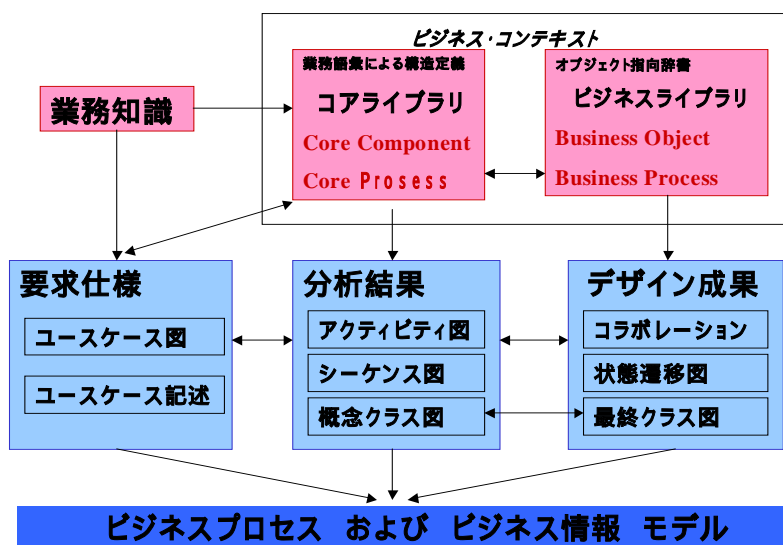 ビジネス・コンテキスト
業務語彙による構造定義
コアライブラリ
Core Component
Core Prosess
オブジェクト指向辞書
ビジネスライブラリ
Business Object
Business Process
業務知識
要求仕様
ユースケース図
ユースケース記述
分析結果
アクティビティ図
シーケンス図
概念クラス図
デザイン成果
コラボレーション
状態遷移図
最終クラス図
ビジネスプロセス および ビジネス情報 モデル